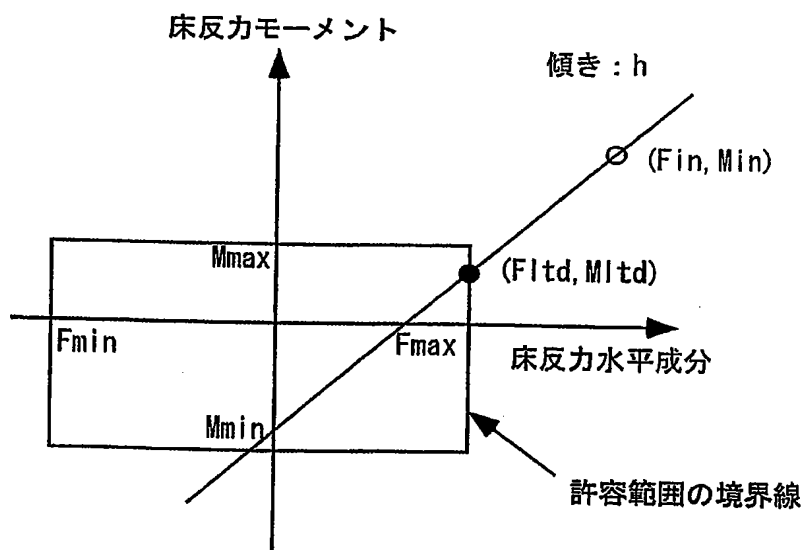 床反力モーメント
傾き：h
(Fin, Min)
Mmax
(Fltd, Mltd)
Fmin
Fmax
床反力水平成分
Mmin
許容範囲の境界線